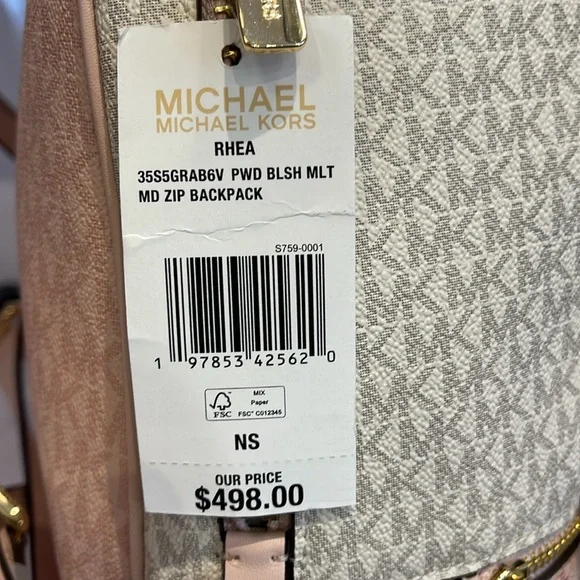 MICHAEL
MICHAEL KORS
RHEA
35S5GRAB6V PWD BLSH MLT
MD ZIP BACKPACK
S759-0001
1 97853 42562 0
FSC
MIX
Paper
FSC® C012345
NS
OUR PRICE
$498.00